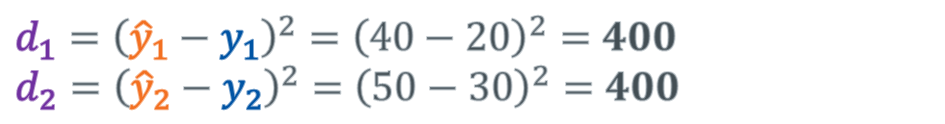 d₁ = (ŷ₁ − y₁)² = (40 − 20)² = 400
d₂ = (ŷ₂ − y₂)² = (50 − 30)² = 400